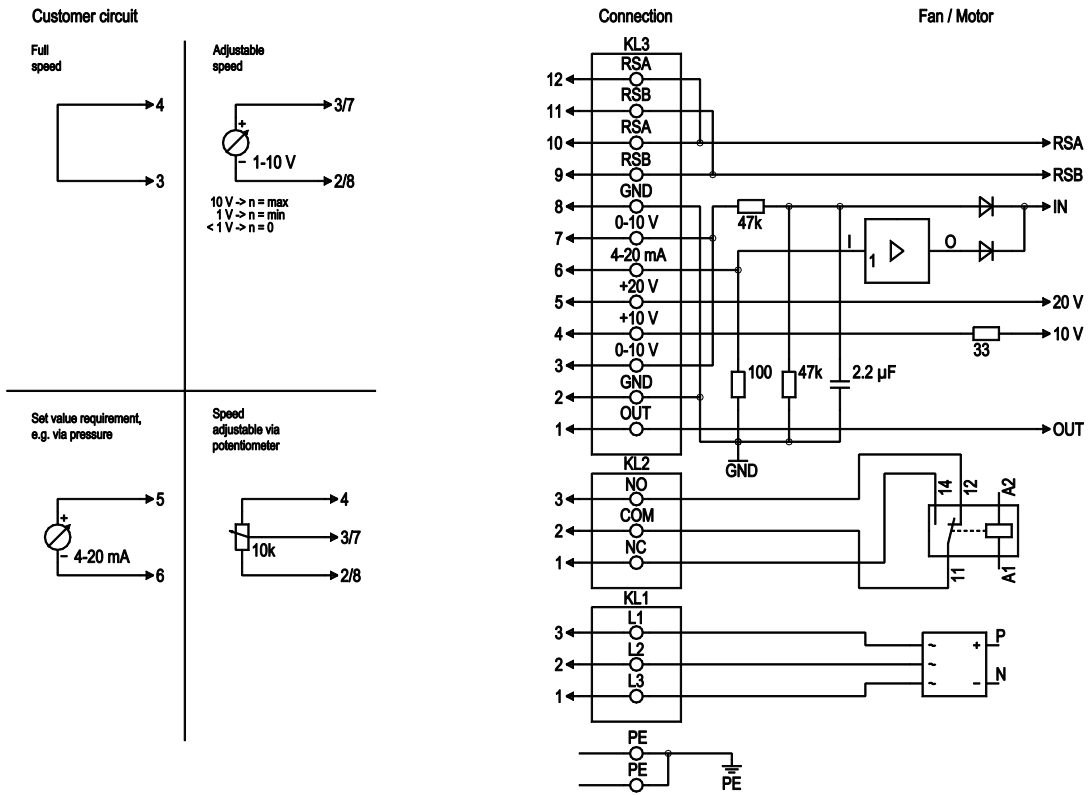 Customer circuit
Connection
Fan / Motor
Full
speed
4
3
Adjustable
speed
3/7
+
1-10 V
−
2/8
10 V -> n = max
1 V -> n = min
< 1 V -> n = 0
Set value requirement,
e.g. via pressure
5
+
4-20 mA
−
6
Speed
adjustable via
potentiometer
4
3/7
10k
2/8
KL3
RSA
12
RSB
11
RSA
10
RSA
RSB
9
RSB
GND
8
IN
0-10 V
47k
7
I
1
O
4-20 mA
6
+20 V
5
20 V
+10 V
4
33
10 V
0-10 V
3
100
47k
2.2 µF
GND
2
OUT
1
OUT
GND
KL2
NO
3
COM
2
NC
1
14
12
A2
11
A1
KL1
L1
3
L2
2
L3
1
~
~
~
+
−
P
N
PE
PE
PE